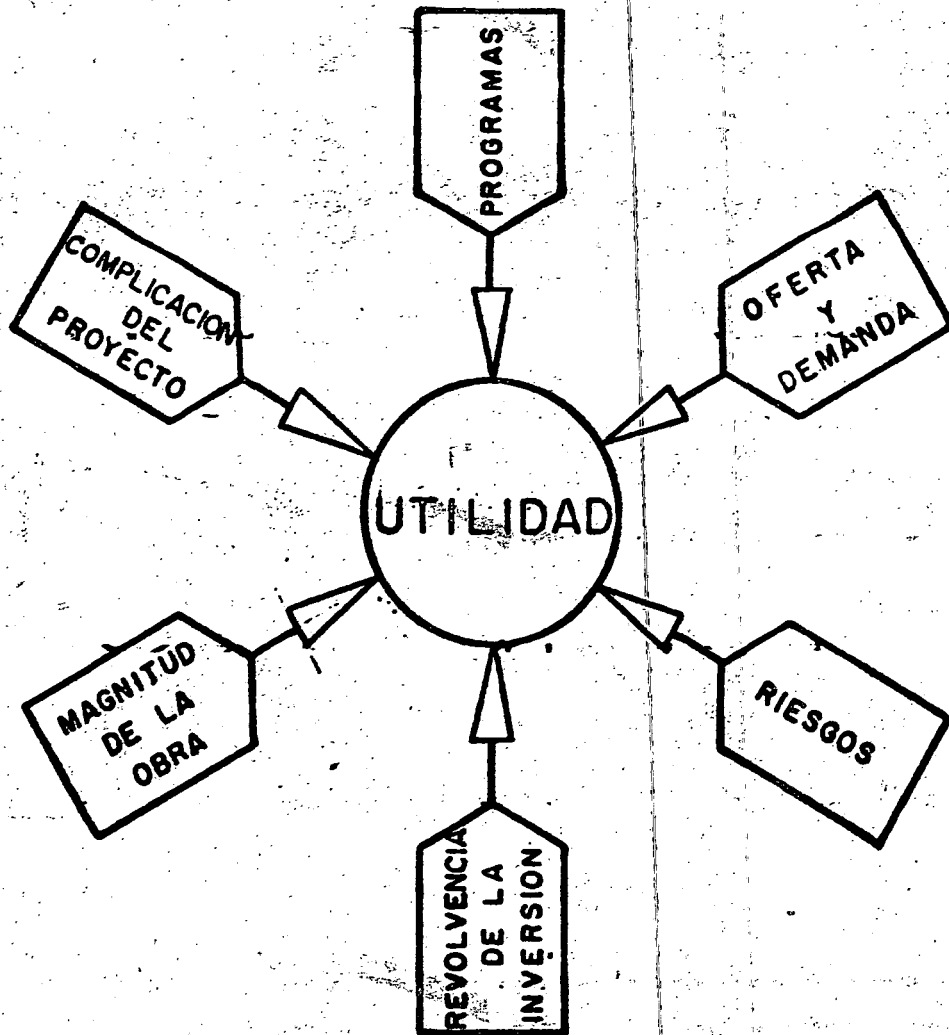 PROGRAMAS
COMPLICACION
DEL
PROYECTO
OFERTA
Y
DEMANDA
UTILIDAD
MAGNITUD
DE LA
OBRA
RIESGOS
REVOLVENCIA
DE LA
INVERSION